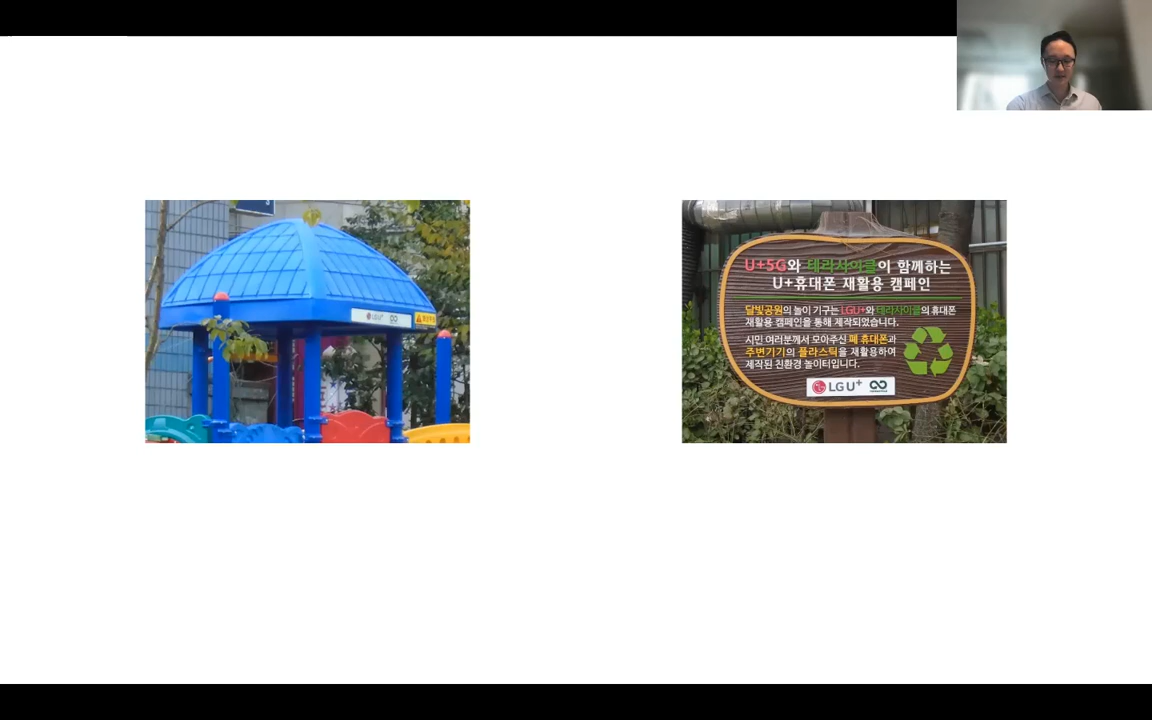 LG U+
U+5G와 테라사이클이 함께하는
U+휴대폰 재활용 캠페인
달빛공원의 놀이 기구는 LGU+와 테라사이클의 휴대폰
재활용 캠페인을 통해 제작되었습니다.
시민 여러분께서 모아주신 폐 휴대폰과
주변기기의 플라스틱을 재활용하여
제작된 친환경 놀이터입니다.
LG U+